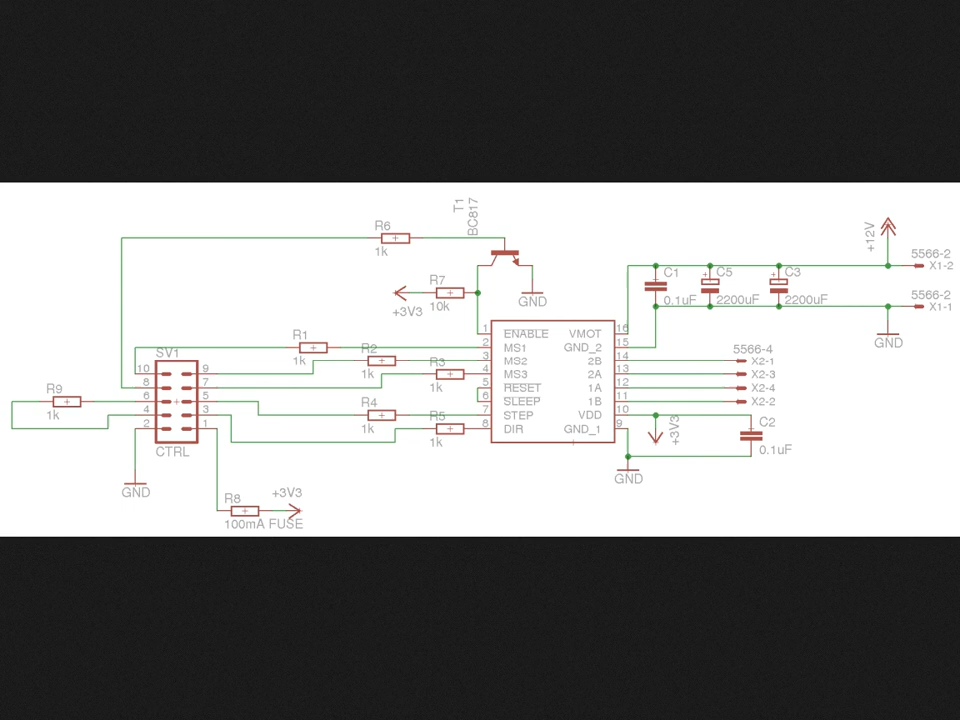 T1
BC817
R6
1k
GND
R7
10k
+3V3
+12V
5566-2
X1-2
C1
0.1uF
C5
2200uF
C3
2200uF
5566-2
X1-1
GND
R1
1k
R2
1k
R3
1k
R4
1k
R5
1k
1 ENABLE VMOT 16
2 MS1 GND_2 15
3 MS2 2B 14
4 MS3 2A 13
5 RESET 1A 12
6 SLEEP 1B 11
7 STEP VDD 10
8 DIR GND_1 9
5566-4
X2-1
X2-3
X2-4
X2-2
+3V3
C2
0.1uF
GND
SV1
10 9
8 7
6 5
4 3
2 1
CTRL
R9
1k
GND
R8
100mA FUSE
+3V3